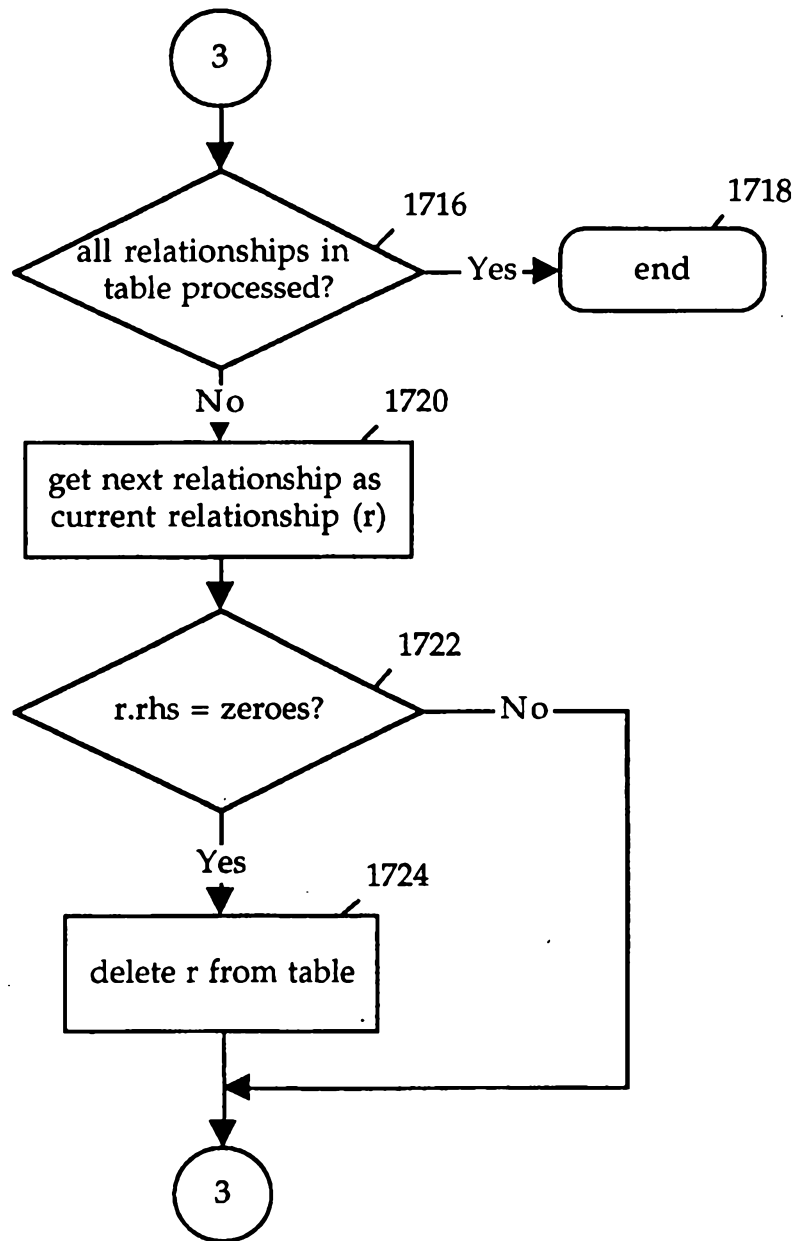 3
1716
all relationships in
table processed?
Yes
1718
end
No
1720
get next relationship as
current relationship (r)
1722
r.rhs = zeroes?
No
Yes
1724
delete r from table
3